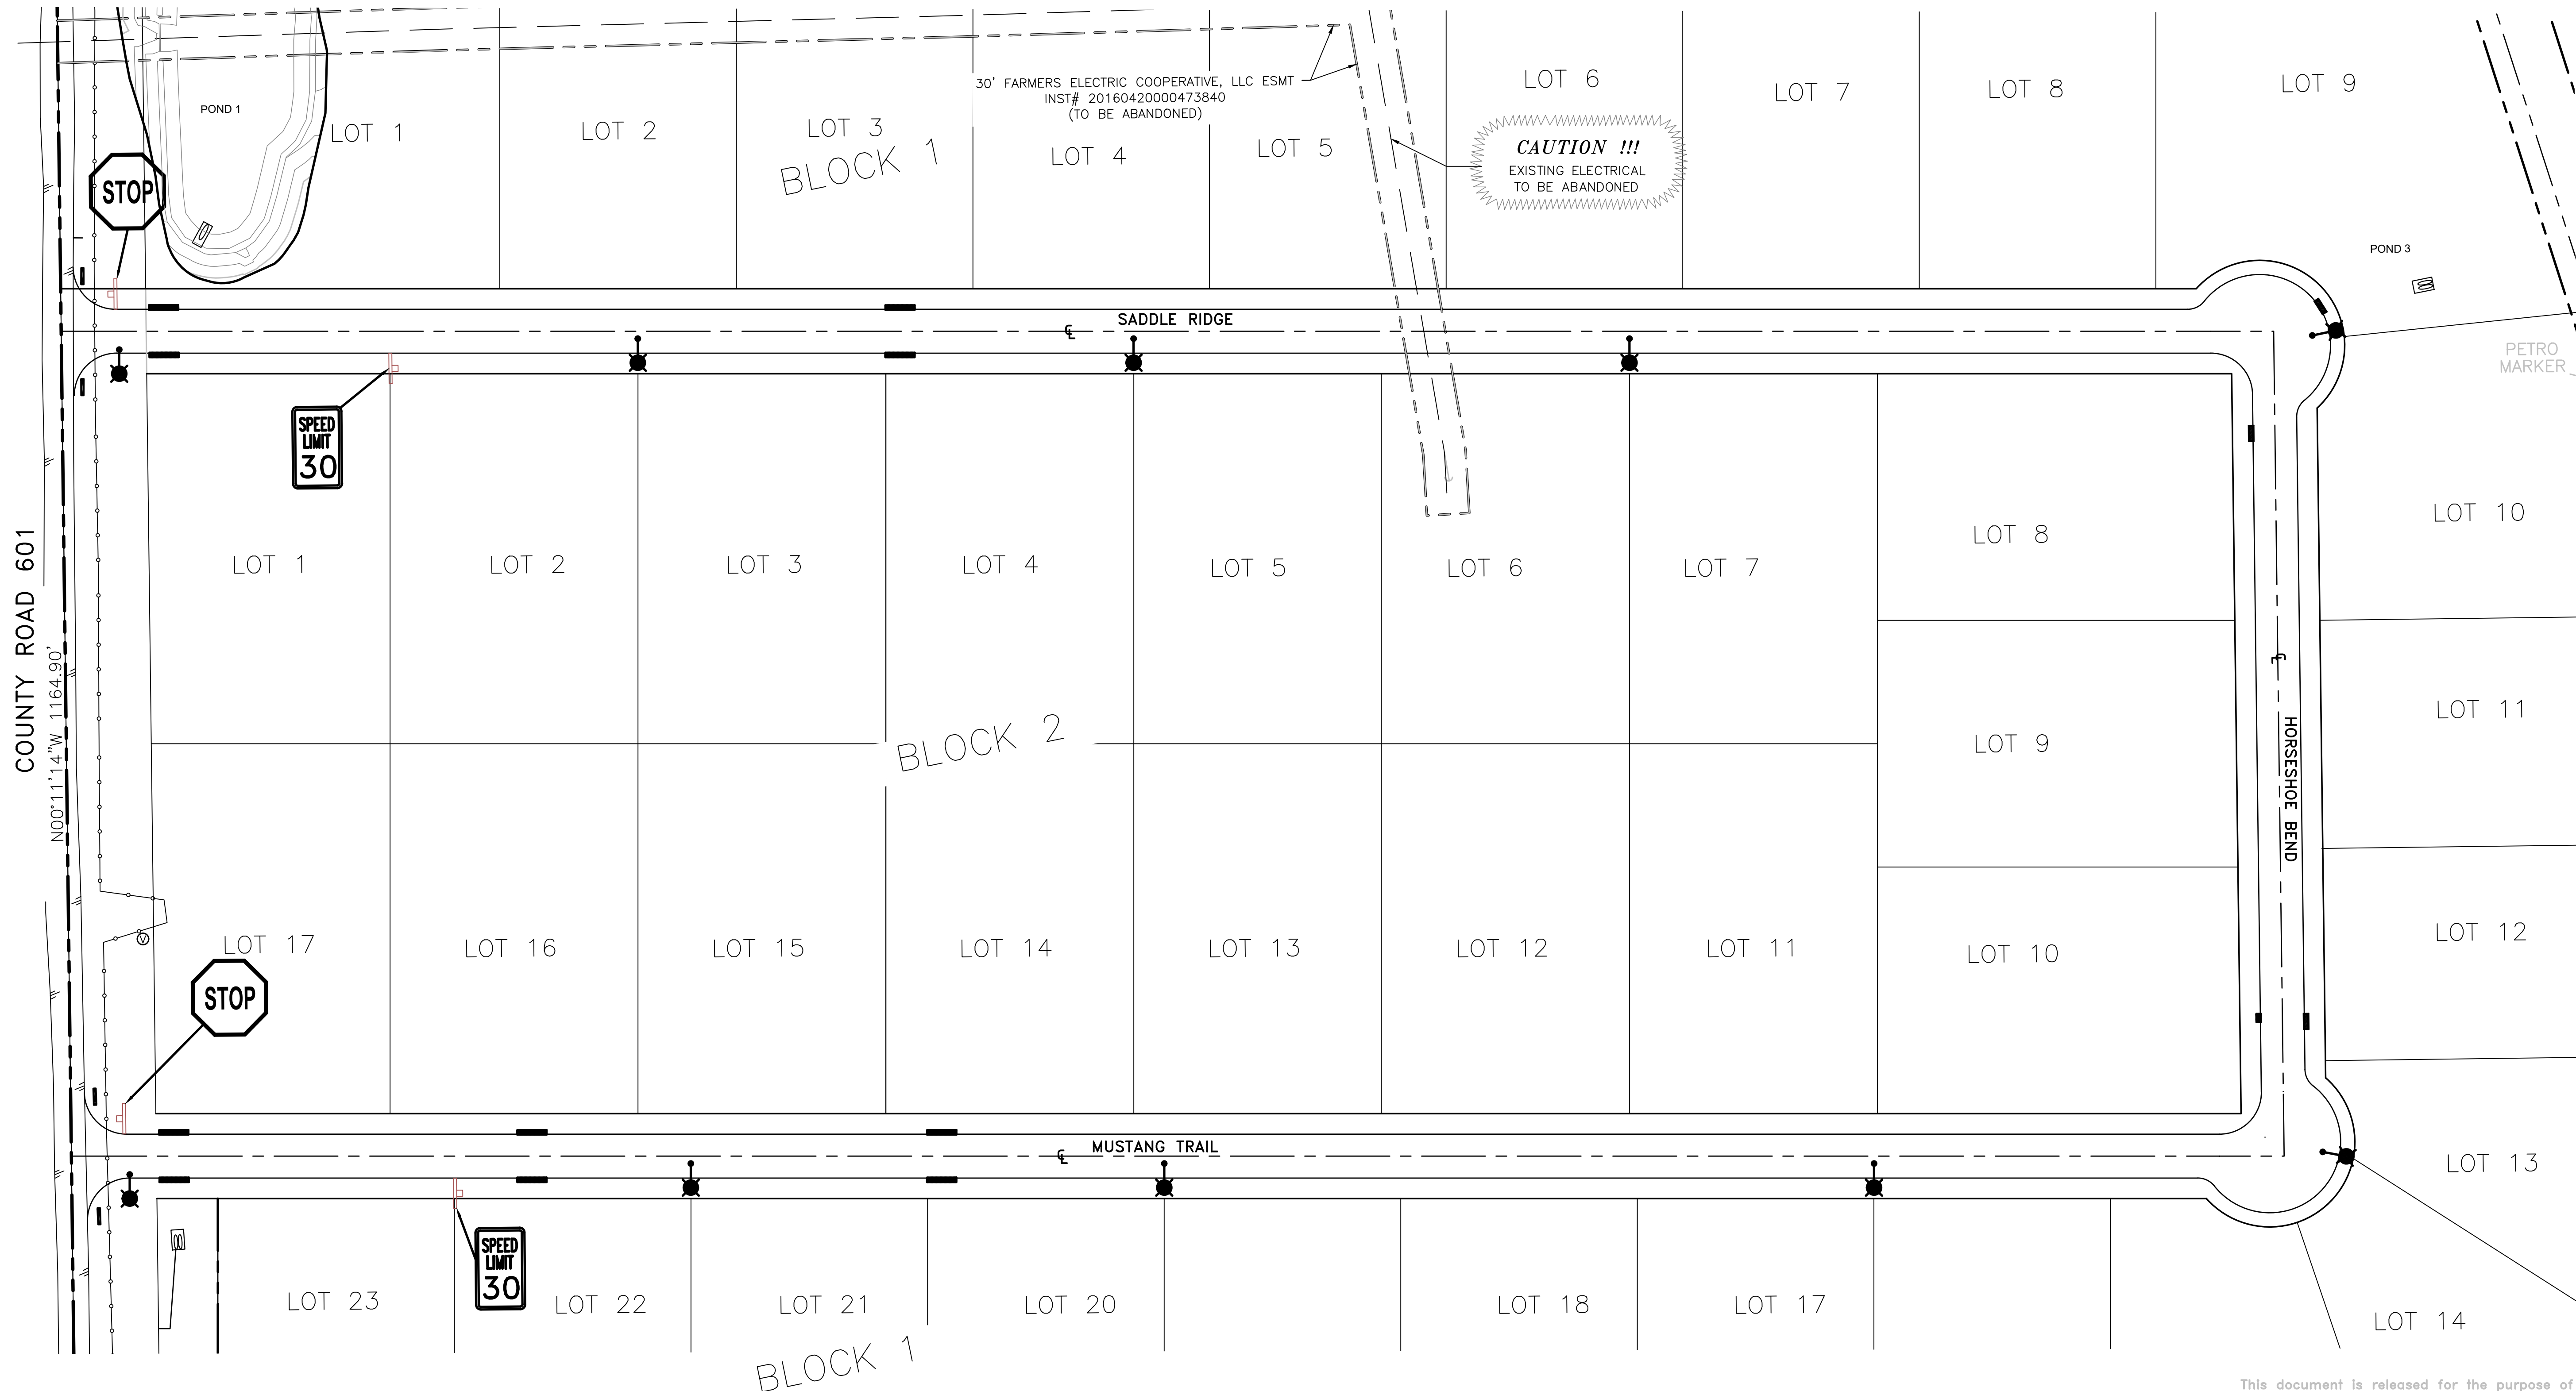 30' FARMERS ELECTRIC COOPERATIVE, LLC ESMT
INST# 20160420000473840
(TO BE ABANDONED)
LOT 6
LOT 7
LOT 8
LOT 9
POND 1
LOT 1
LOT 2
LOT 3
BLOCK 1
LOT 4
LOT 5
CAUTION !!!
EXISTING ELECTRICAL
TO BE ABANDONED
STOP
POND 3
SADDLE RIDGE
PETRO
MARKER
SPEED
LIMIT
30
COUNTY ROAD 601
N00°11'14"W 1164.90'
LOT 1
LOT 2
LOT 3
LOT 4
LOT 5
LOT 6
LOT 7
LOT 8
LOT 10
BLOCK 2
LOT 9
LOT 11
HORSESHOE BEND
LOT 17
LOT 16
LOT 15
LOT 14
LOT 13
LOT 12
LOT 11
LOT 10
LOT 12
STOP
MUSTANG TRAIL
LOT 13
SPEED
LIMIT
30
LOT 23
LOT 22
LOT 21
LOT 20
LOT 18
LOT 17
LOT 14
BLOCK 1
This document is released for the purpose of